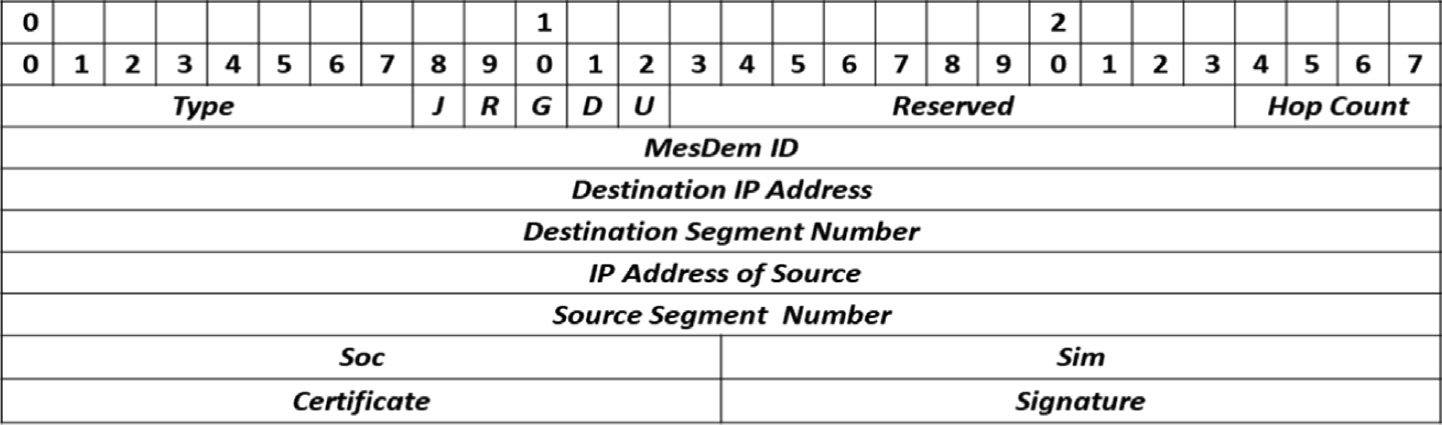 0 1 2
0 1 2 3 4 5 6 7 8 9 0 1 2 3 4 5 6 7 8 9 0 1 2 3 4 5 6 7
Type J R G D U Reserved Hop Count
MesDem ID
Destination IP Address
Destination Segment Number
IP Address of Source
Source Segment Number
Soc Sim
Certificate Signature